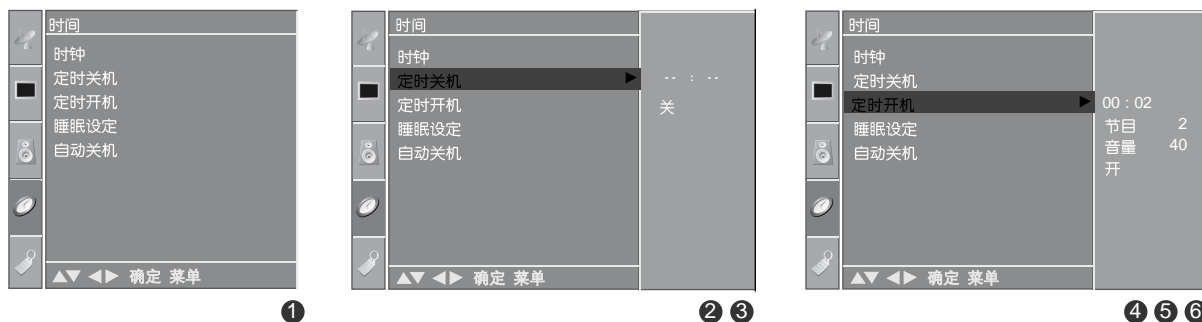 时间
时钟
定时关机
定时开机
睡眠设定
自动关机
▲▼ ◀▶ 确定 菜单
❶
时间
时钟
定时关机 ▶
定时开机
睡眠设定
自动关机
-- : --
关
▲▼ ◀▶ 确定 菜单
❷ ❸
时间
时钟
定时关机
定时开机 ▶
睡眠设定
自动关机
00 : 02
节目 2
音量 40
开
▲▼ ◀▶ 确定 菜单
❹ ❺ ❻